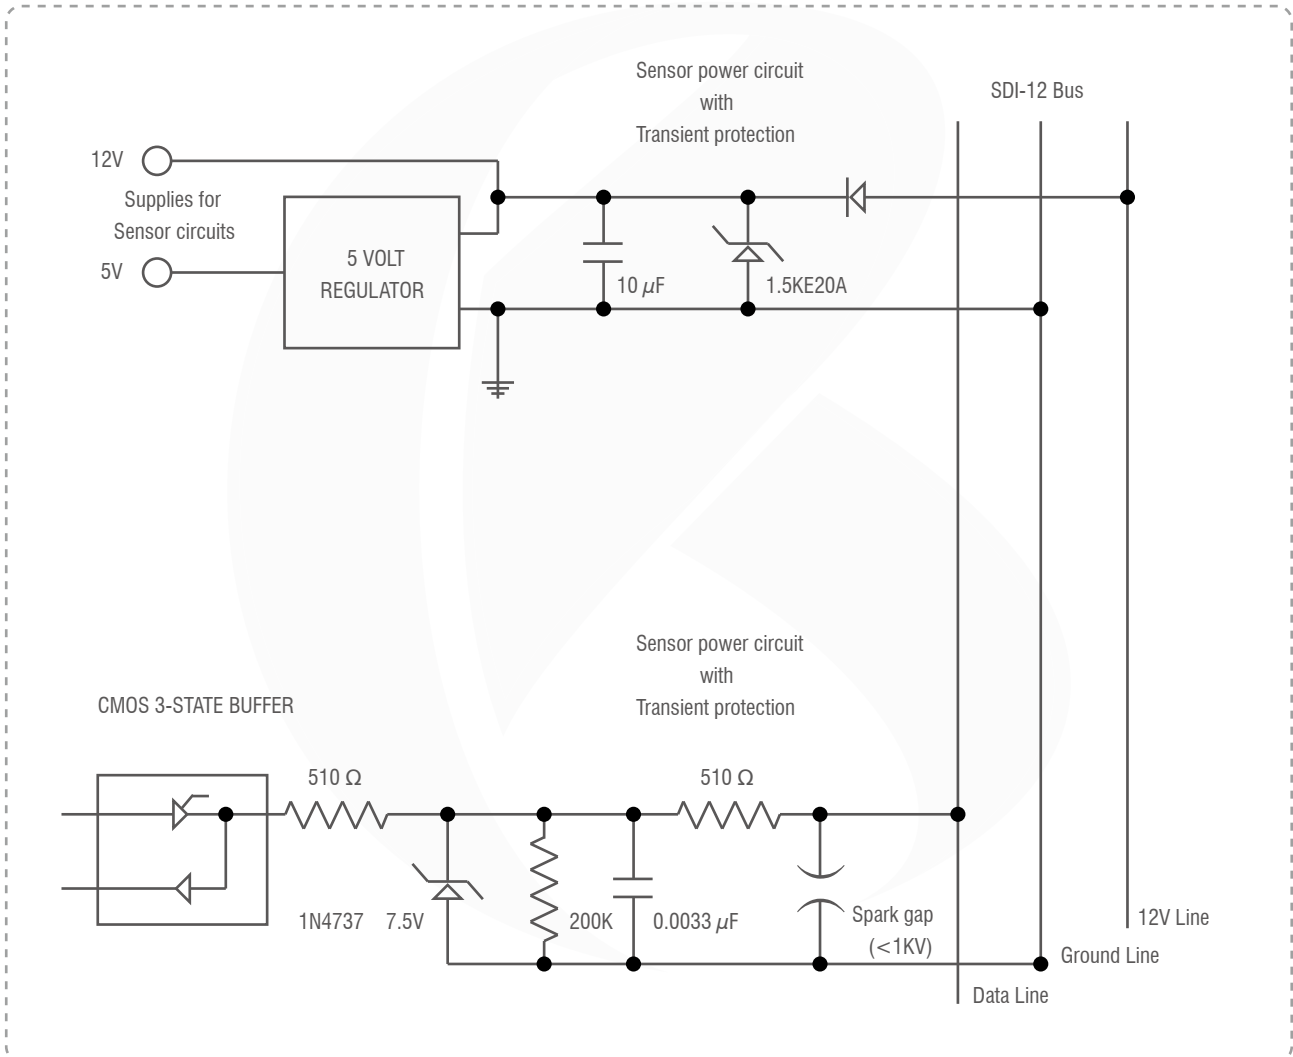 Sensor power circuit
with
Transient protection
SDI-12 Bus
12V
Supplies for
Sensor circuits
5V
5 VOLT
REGULATOR
10 µF
1.5KE20A
Sensor power circuit
with
Transient protection
CMOS 3-STATE BUFFER
510 Ω
510 Ω
1N4737 7.5V
200K
0.0033 µF
Spark gap
(<1KV)
12V Line
Ground Line
Data Line